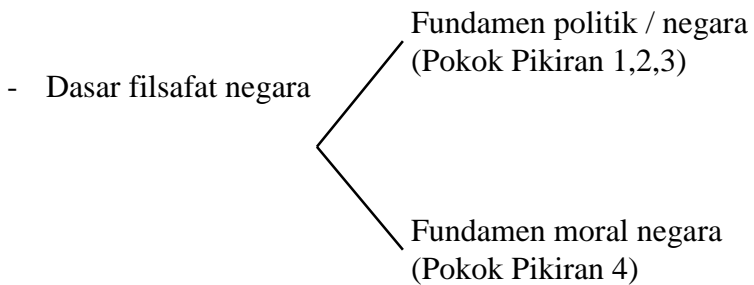 Fundamen politik / negara
(Pokok Pikiran 1,2,3)
- Dasar filsafat negara
Fundamen moral negara
(Pokok Pikiran 4)